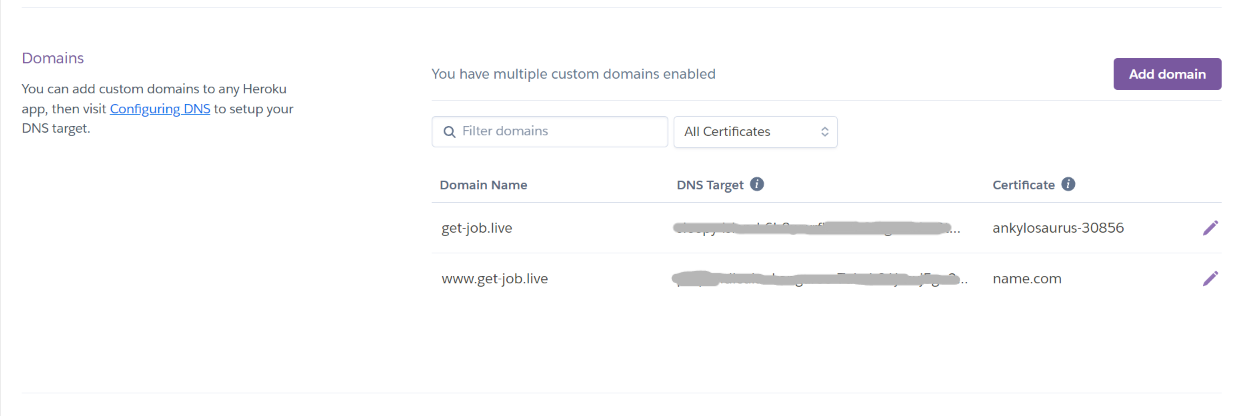 Domains
You can add custom domains to any Heroku
app, then visit Configuring DNS to setup your
DNS target.
You have multiple custom domains enabled
Add domain
Filter domains
All Certificates
Domain Name DNS Target Certificate
get-job.live ankylosaurus-30856
www.get-job.live name.com